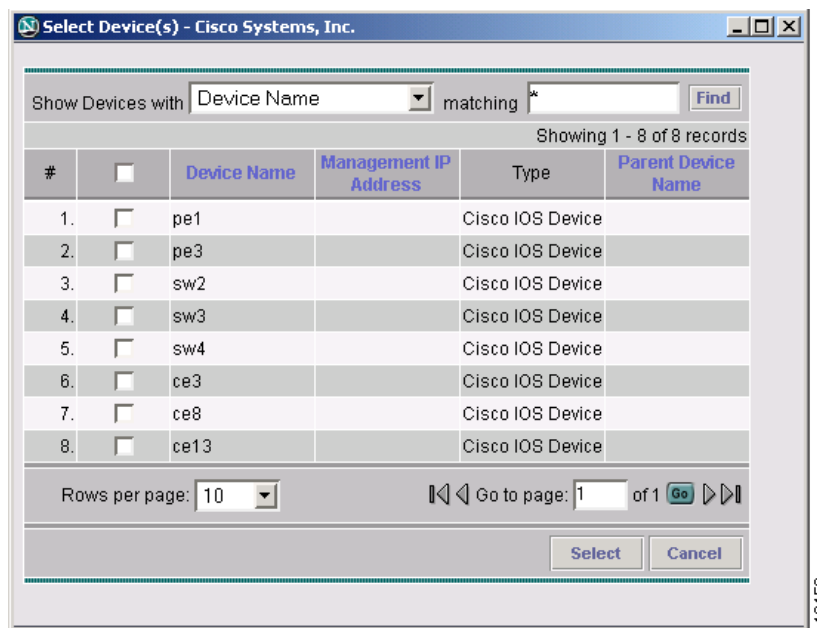 Select Device(s) - Cisco Systems, Inc.
Show Devices with Device Name matching * Find
Showing 1 - 8 of 8 records
# Device Name Management IP Address Type Parent Device Name
1. pe1 Cisco IOS Device
2. pe3 Cisco IOS Device
3. sw2 Cisco IOS Device
4. sw3 Cisco IOS Device
5. sw4 Cisco IOS Device
6. ce3 Cisco IOS Device
7. ce8 Cisco IOS Device
8. ce13 Cisco IOS Device
Rows per page: 10 Go to page: 1 of 1 Go
Select Cancel